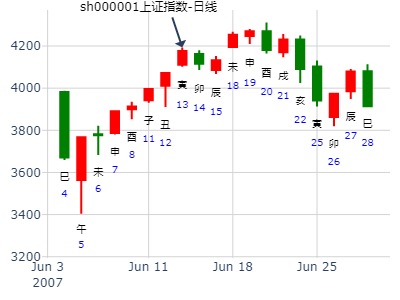 sh000001上证指数-日线
4200
4000
3800
3600
3400
3200
巳
4
午
5
未
6
申
7
酉
8
子
11
丑
12
寅
13
卯
14
辰
15
未
18
申
19
酉
20
戌
21
亥
22
寅
25
卯
26
辰
27
巳
28
Jun 3
2007
Jun 11
Jun 18
Jun 25